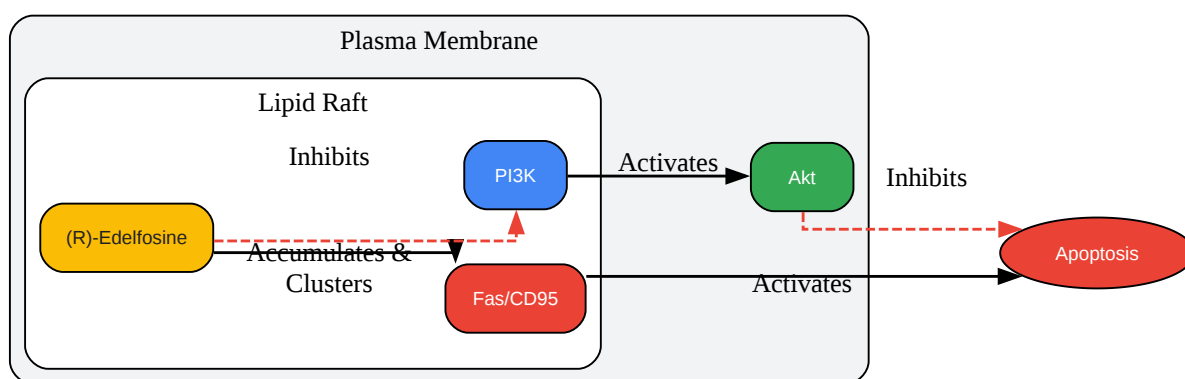 Plasma Membrane
Lipid Raft
Inhibits
PI3K
Activates
Akt
Inhibits
(R)-Edelfosine
Accumulates &
Clusters
Fas/CD95
Activates
Apoptosis